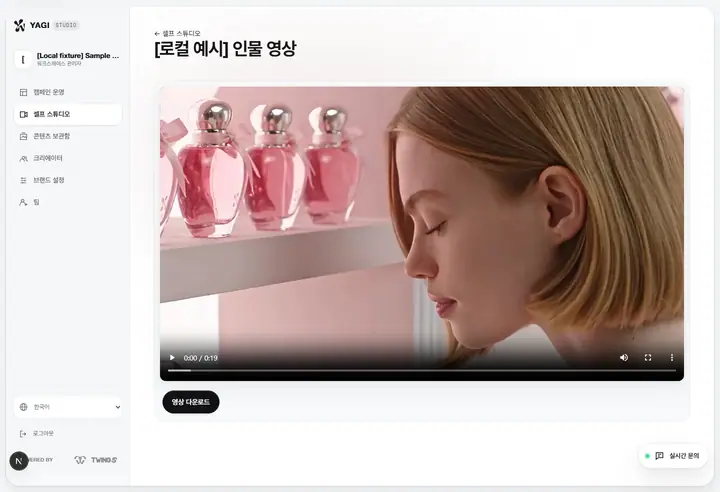 YAGI STUDIO
[Local fixture] Sample ...
워크스페이스 관리자
캠페인 운영
셀프 스튜디오
콘텐츠 보관함
크리에이터
브랜드 설정
팀
한국어
로그아웃
N
ERED BY
TWINGS
← 셀프 스튜디오
[로컬 예시] 인물 영상
0:00 / 0:19
영상 다운로드
실시간 문의